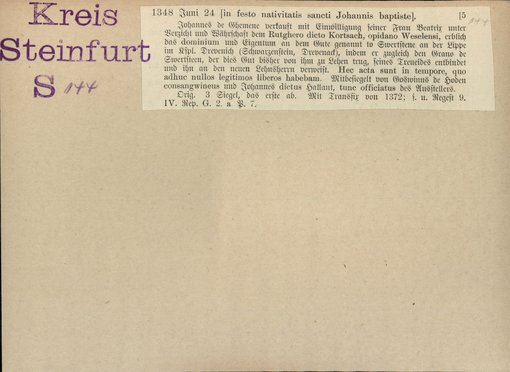 Kreis
Steinfurt
S 144
1348 Juni 24 [in festo nativitatis sancti Johannis baptiste]. [5
144
Johannes de Ghemene verkauft mit Einwilligung seiner Frau Beatrix unter
Verzicht und Währschaft dem Rutghero dicto Kortsach, opidano Weselensi, erblich
das dominium und Eigentum an dem Gute genannt to Swertstene an der Lippe
im Kspl. Drevenich (Schwarzenstein, Drevenack), indem er zugleich den Grano de
Swertsteen, der dies Gut bisher von ihm zu Lehen trug, seines Treueides entbindet
und ihn an den neuen Lehnsherrn verweist. Hec acta sunt in tempore, quo
adhuc nullos legitimos liberos habebam. Mitbesiegelt von Goswinus de Hoden
consangwineus und Johannes dictus Hallant, tunc officiatus des Ausstellers.
Orig. 3 Siegel, das erste ab. Mit Transfix von 1372; s. u. Regest 9.
IV. Rep. G. 2. a P. 7.